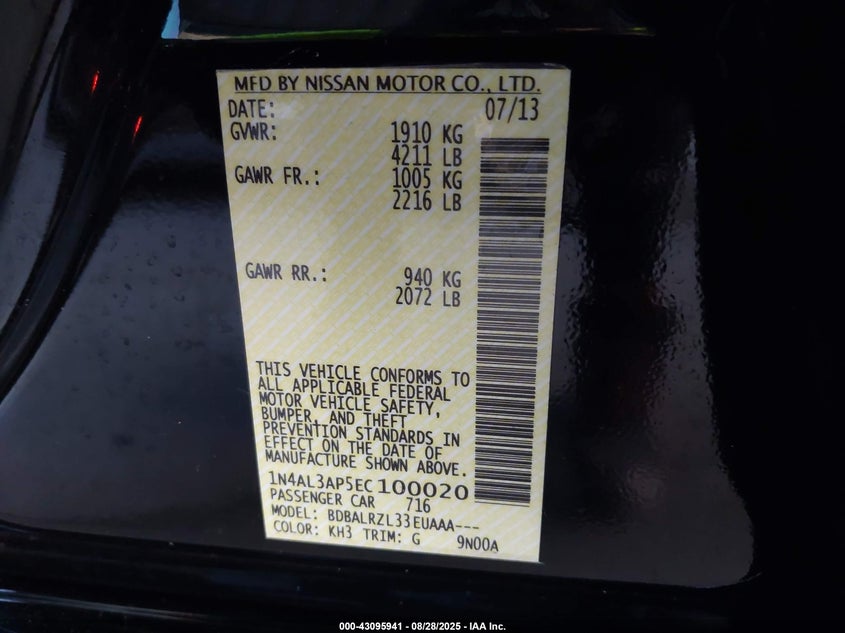 MFD BY NISSAN MOTOR CO., LTD.
DATE: 07/13
GVWR: 1910 KG
4211 LB
GAWR FR.: 1005 KG
2216 LB
GAWR RR.: 940 KG
2072 LB
THIS VEHICLE CONFORMS TO
ALL APPLICABLE FEDERAL
MOTOR VEHICLE SAFETY,
BUMPER, AND THEFT
PREVENTION STANDARDS IN
EFFECT ON THE DATE OF
MANUFACTURE SHOWN ABOVE.
1N4AL3AP5EC100020
PASSENGER CAR 716
MODEL: BDBALRZL33EUAAA---
COLOR: KH3 TRIM: G 9N00A
000-43095941 - 08/28/2025 - IAA Inc.